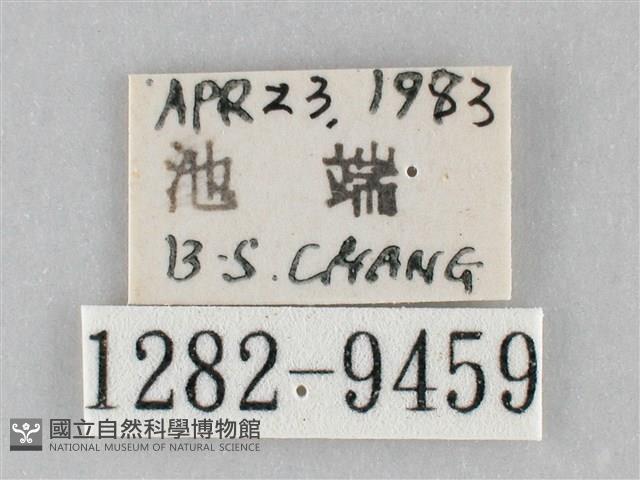 APR 23, 1983
池 端
B.S. CHANG
1282-9459
國立自然科學博物館
NATIONAL MUSEUM OF NATURAL SCIENCE